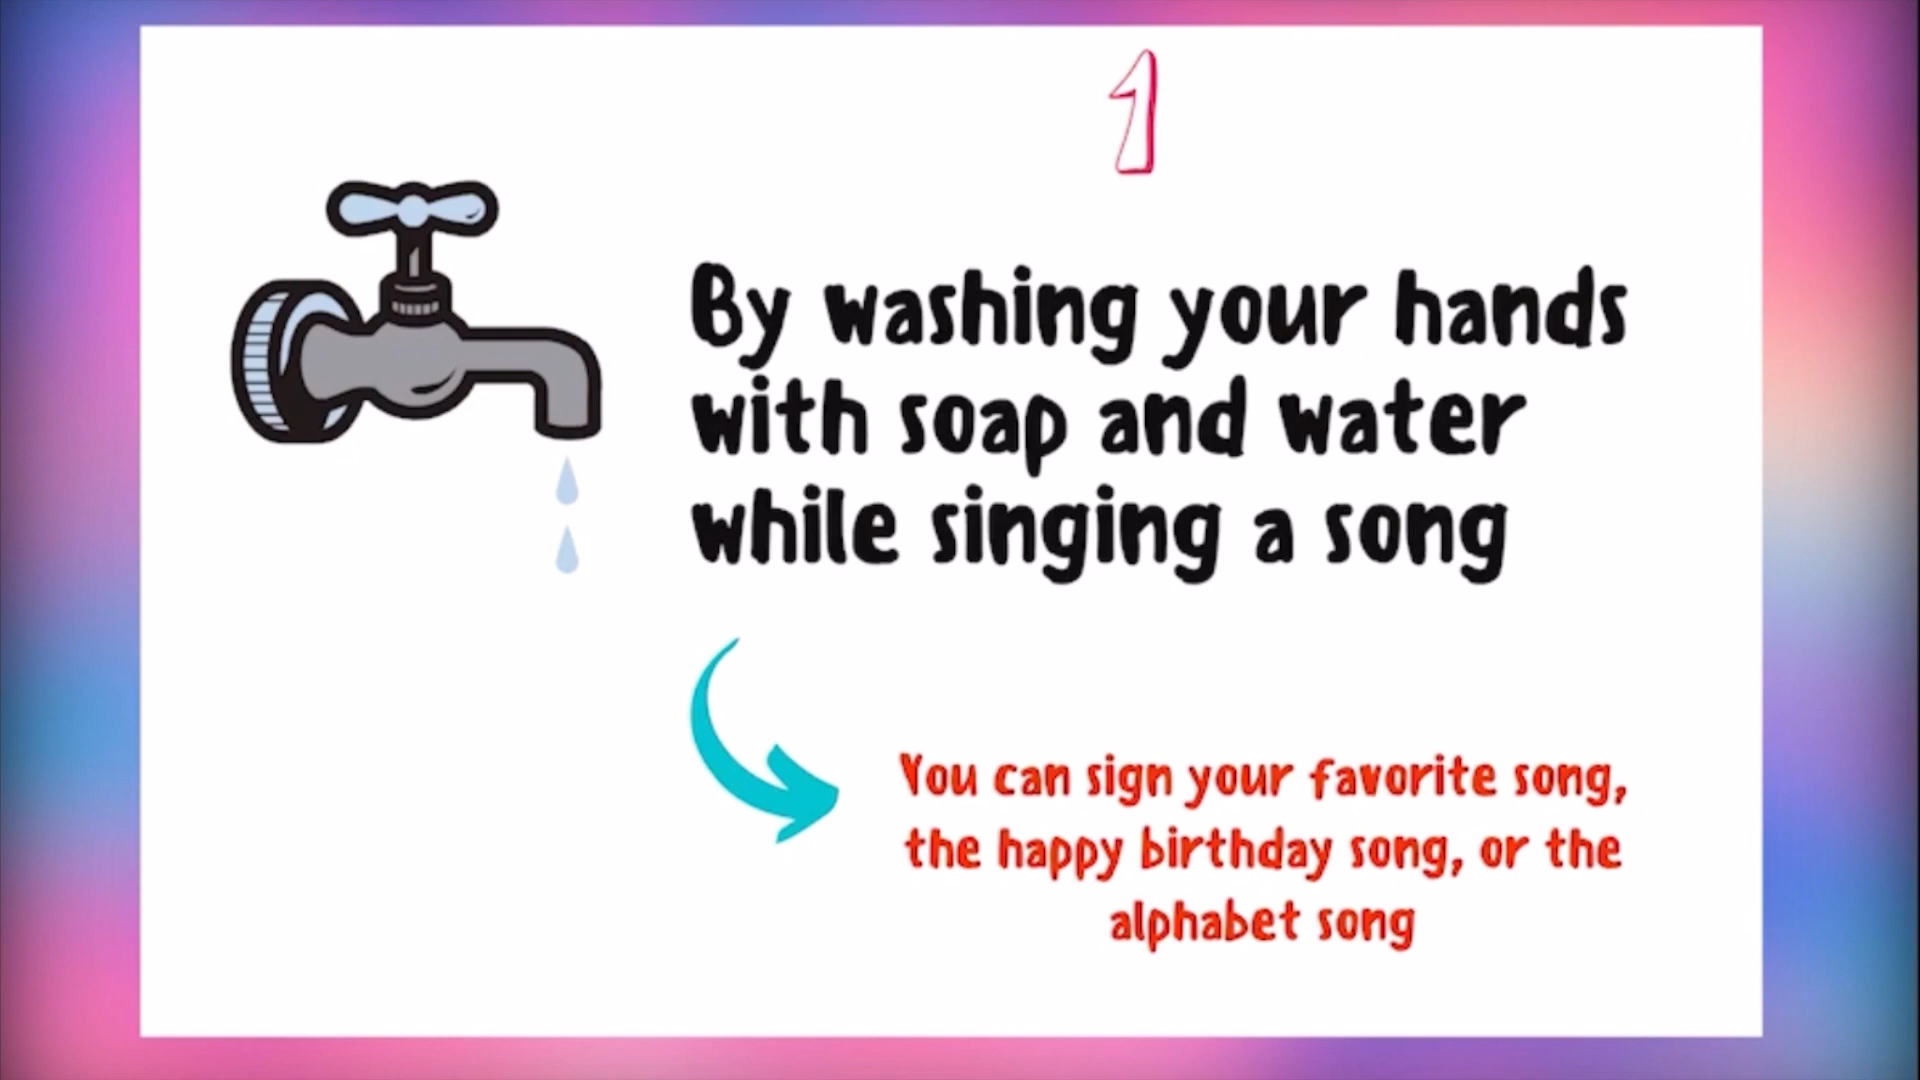 1
By washing your hands
with soap and water
while singing a song
You can sign your favorite song,
the happy birthday song, or the
alphabet song